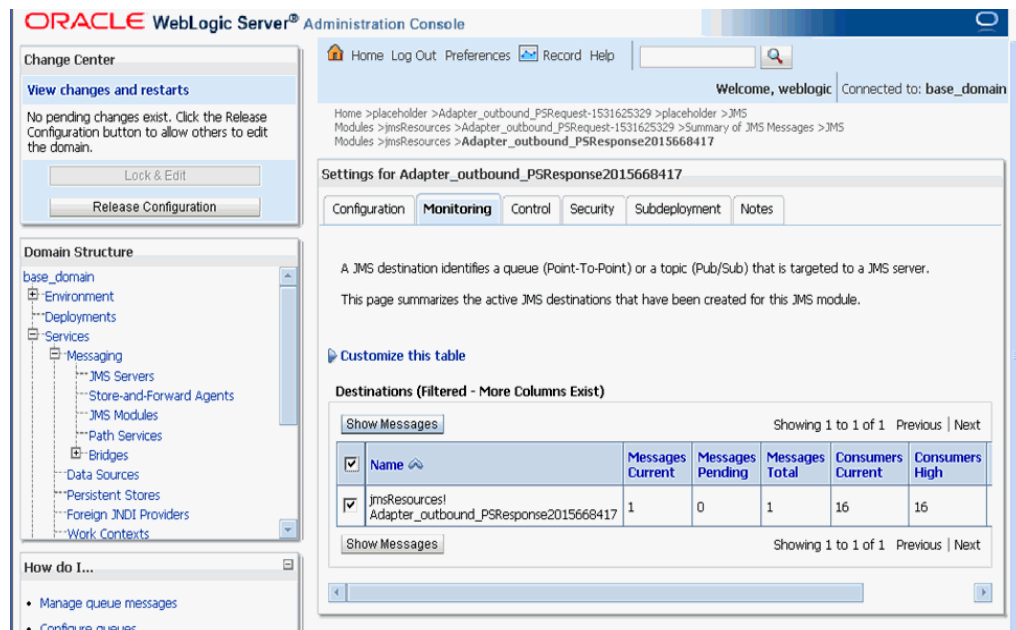 ORACLE WebLogic Server® Administration Console
Change Center
View changes and restarts
No pending changes exist. Click the Release
Configuration button to allow others to edit
the domain.
Lock & Edit
Release Configuration
Domain Structure
base_domain
Environment
Deployments
Services
Messaging
JMS Servers
Store-and-Forward Agents
JMS Modules
Path Services
Bridges
Data Sources
Persistent Stores
Foreign JNDI Providers
Work Contexts
How do I...
Manage queue messages
Configure queues
Home Log Out Preferences Record Help
Welcome, weblogic Connected to: base_domain
Home >placeholder >Adapter_outbound_PSRequest-1531625329 >placeholder >JMS
Modules >jmsResources >Adapter_outbound_PSRequest-1531625329 >Summary of JMS Messages >JMS
Modules >jmsResources >Adapter_outbound_PSResponse2015668417
Settings for Adapter_outbound_PSResponse2015668417
Configuration Monitoring Control Security Subdeployment Notes
A JMS destination identifies a queue (Point-To-Point) or a topic (Pub/Sub) that is targeted to a JMS server.
This page summarizes the active JMS destinations that have been created for this JMS module.
Customize this table
Destinations (Filtered - More Columns Exist)
Show Messages Showing 1 to 1 of 1 Previous | Next
Name Messages Current Messages Pending Messages Total Consumers Current Consumers High
jmsResources!
Adapter_outbound_PSResponse2015668417 1 0 1 16 16
Show Messages Showing 1 to 1 of 1 Previous | Next